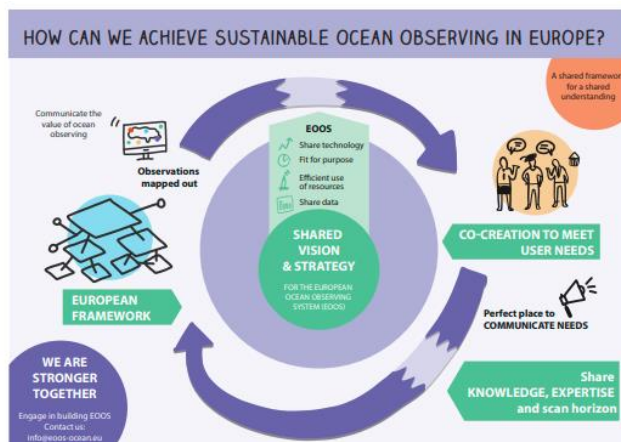 HOW CAN WE ACHIEVE SUSTAINABLE OCEAN OBSERVING IN EUROPE?
A shared framework
for a shared
understanding
Communicate the
value of ocean
observing
Observations
mapped out
EOOS
Share technology
Fit for purpose
Efficient use
of resources
Share data
SHARED
VISION
& STRATEGY
FOR THE EUROPEAN
OCEAN OBSERVING
SYSTEM (EOOS)
CO-CREATION TO MEET
USER NEEDS
EUROPEAN
FRAMEWORK
Perfect place to
COMMUNICATE NEEDS
WE ARE
STRONGER
TOGETHER
Engage in building EOOS
Contact us:
info@eoos-ocean.eu
Share
KNOWLEDGE, EXPERTISE
and scan horizon